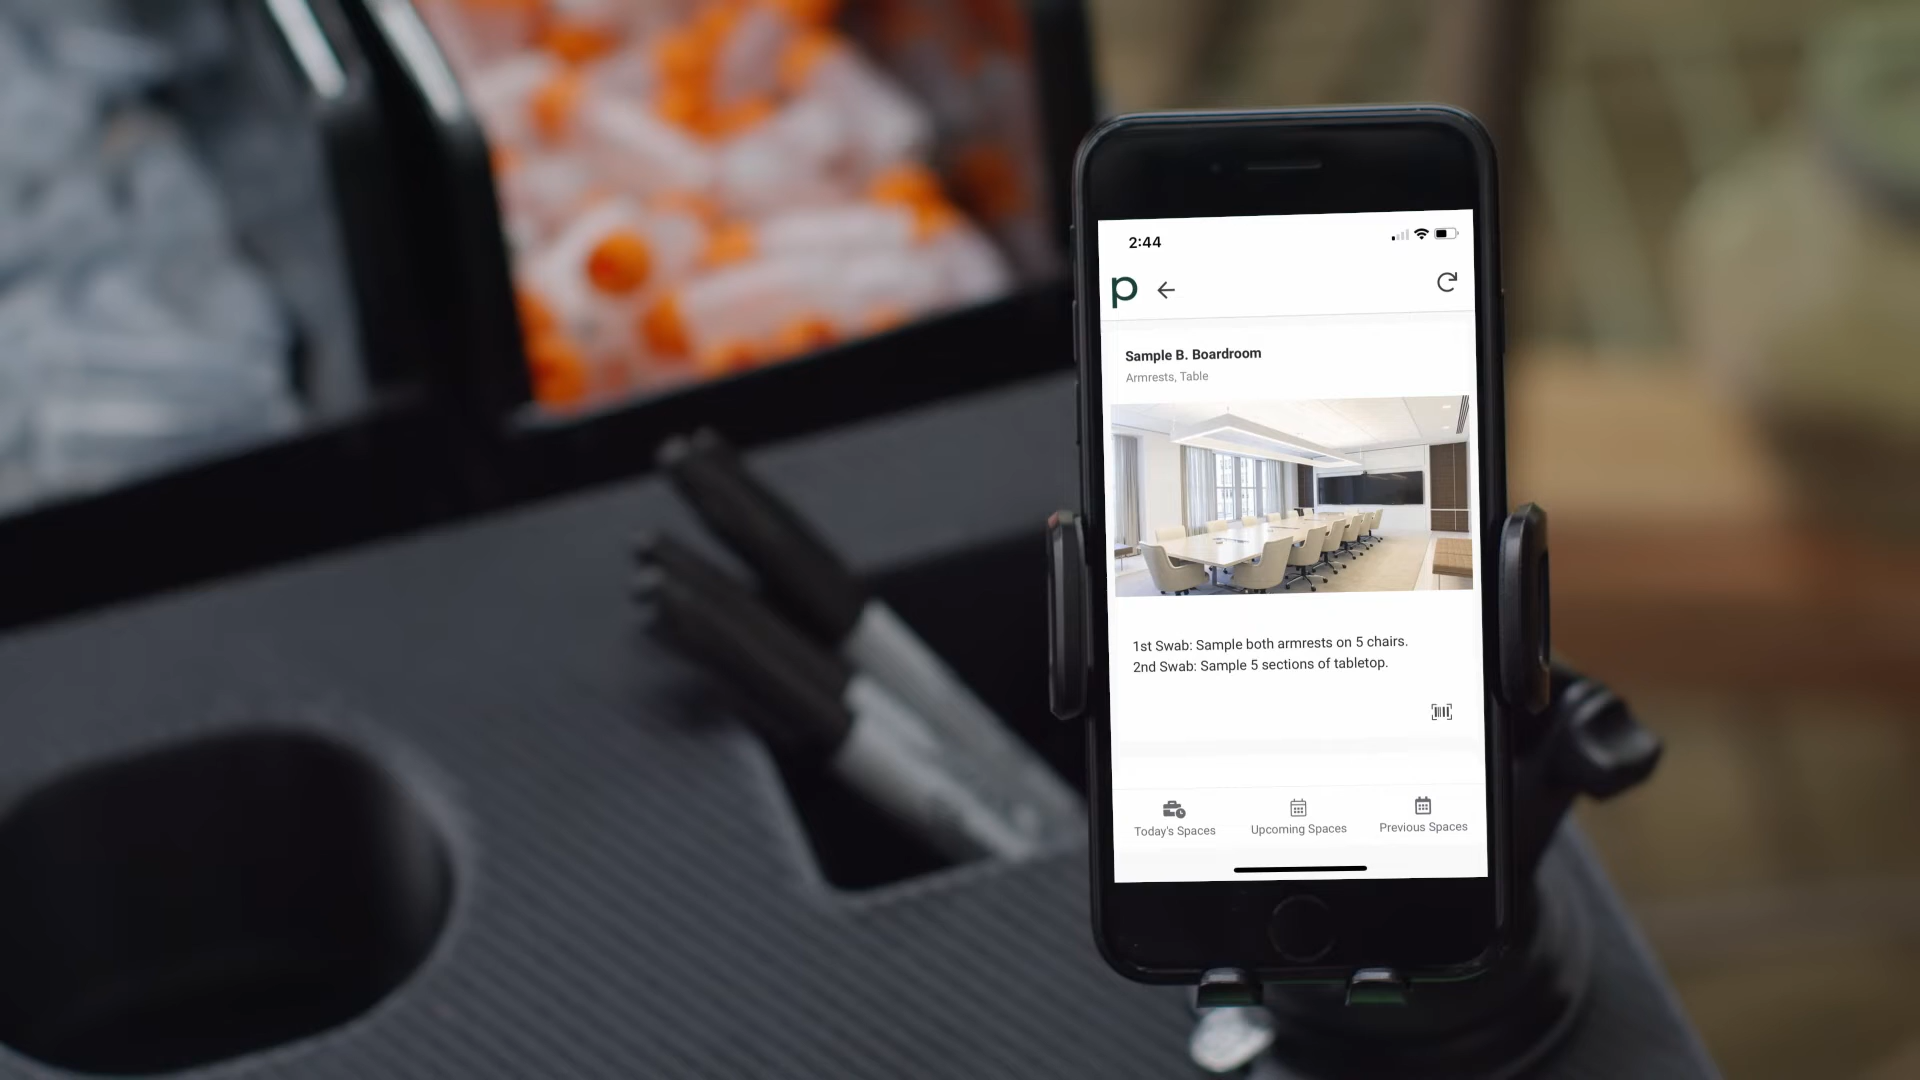 2:44
p
Sample B. Boardroom
Armrests, Table
1st Swab: Sample both armrests on 5 chairs.
2nd Swab: Sample 5 sections of tabletop.
Today's Spaces
Upcoming Spaces
Previous Spaces